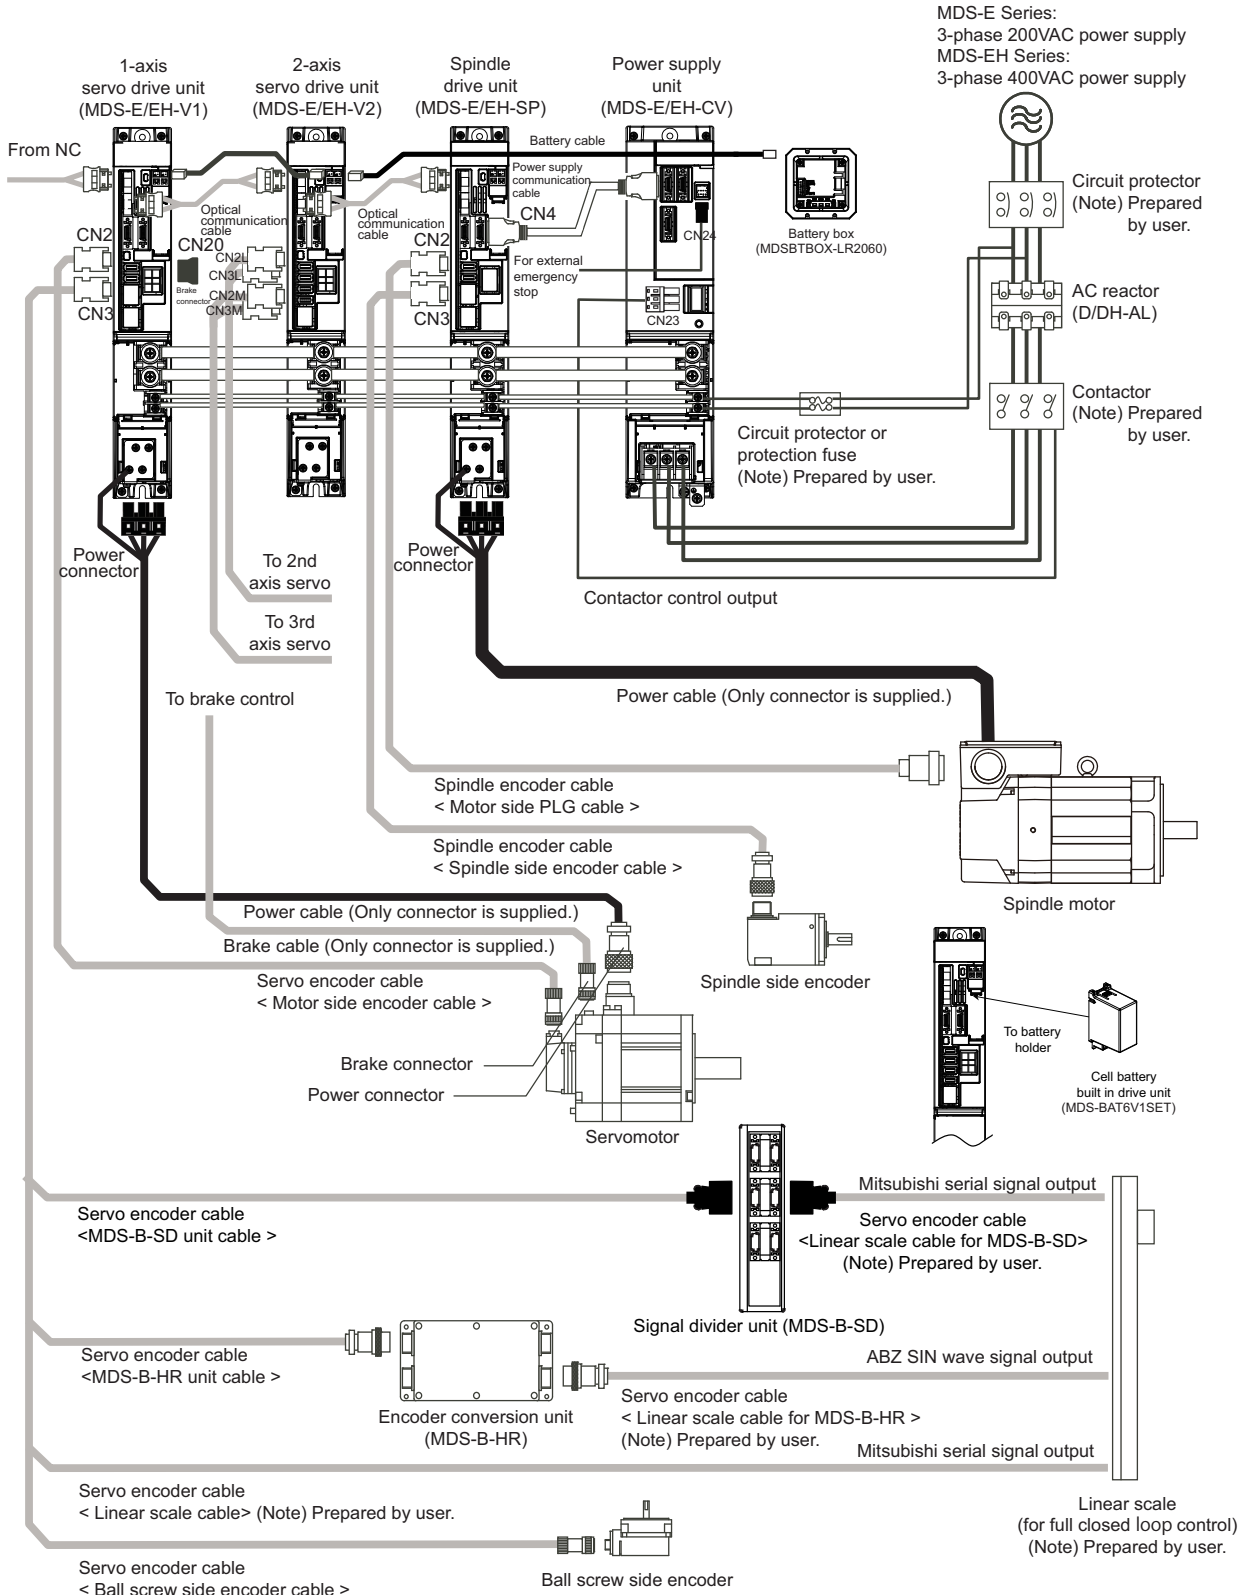 MDS-E Series:
3-phase 200VAC power supply
MDS-EH Series:
3-phase 400VAC power supply
1-axis
servo drive unit
(MDS-E/EH-V1)
2-axis
servo drive unit
(MDS-E/EH-V2)
Spindle
drive unit
(MDS-E/EH-SP)
Power supply
unit
(MDS-E/EH-CV)
From NC
Battery cable
Power supply
communication
cable
CN4
Optical
communication
cable
Optical
communication
cable
CN2
CN20
CN2L
CN3L
CN2M
CN3M
Brake
connector
CN3
CN2
CN3
CN24
For external
emergency
stop
CN23
Battery box
(MDSBTBOX-LR2060)
Circuit protector
(Note) Prepared
by user.
AC reactor
(D/DH-AL)
Contactor
(Note) Prepared
by user.
Circuit protector or
protection fuse
(Note) Prepared by user.
Power
connector
Power
connector
To 2nd
axis servo
To 3rd
axis servo
Contactor control output
To brake control
Power cable (Only connector is supplied.)
Spindle encoder cable
< Motor side PLG cable >
Spindle encoder cable
< Spindle side encoder cable >
Spindle motor
Power cable (Only connector is supplied.)
Brake cable (Only connector is supplied.)
Servo encoder cable
< Motor side encoder cable >
Spindle side encoder
Brake connector
Power connector
Servomotor
To battery
holder
Cell battery
built in drive unit
(MDS-BAT6V1SET)
Mitsubishi serial signal output
Servo encoder cable
<MDS-B-SD unit cable >
Servo encoder cable
<Linear scale cable for MDS-B-SD>
(Note) Prepared by user.
Signal divider unit (MDS-B-SD)
Servo encoder cable
<MDS-B-HR unit cable >
ABZ SIN wave signal output
Encoder conversion unit
(MDS-B-HR)
Servo encoder cable
< Linear scale cable for MDS-B-HR >
(Note) Prepared by user.
Mitsubishi serial signal output
Servo encoder cable
< Linear scale cable> (Note) Prepared by user.
Linear scale
(for full closed loop control)
(Note) Prepared by user.
Servo encoder cable
< Ball screw side encoder cable >
Ball screw side encoder